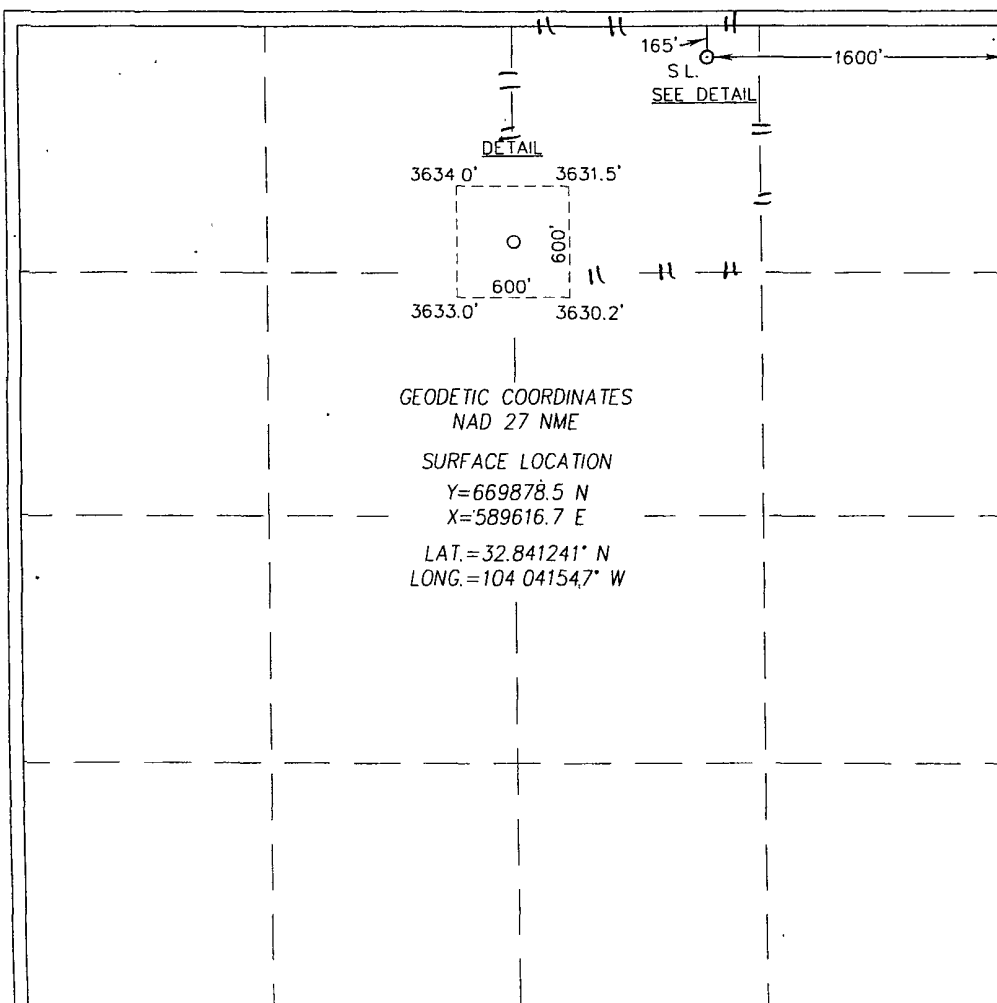 165'
1600'
S L.
SEE DETAIL
DETAIL
3634 0' 3631.5'
600'
600'
3633.0' 3630.2'
GEODETIC COORDINATES
NAD 27 NME
SURFACE LOCATION
Y=669878.5 N
X=589616.7 E
LAT.=32.841241° N
LONG.=104 041547° W